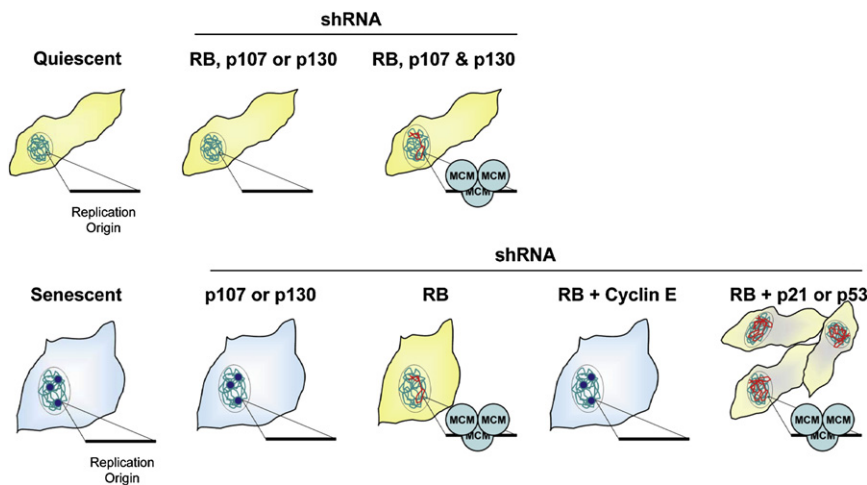 shRNA
Quiescent
RB, p107 or p130
RB, p107 & p130
MCM
MCM
MCM
Replication
Origin
shRNA
Senescent
p107 or p130
RB
RB + Cyclin E
RB + p21 or p53
MCM
MCM
MCM
MCM
MCM
MCM
Replication
Origin